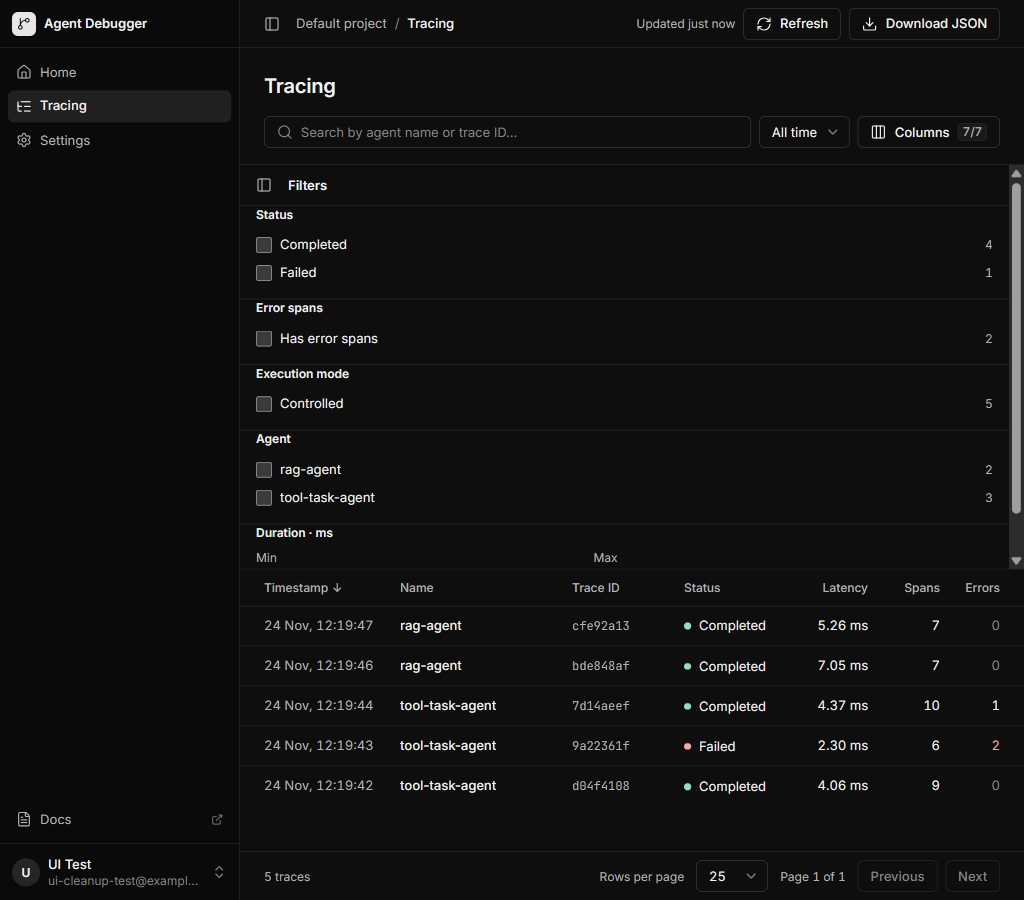 Agent Debugger
Default project / Tracing
Updated just now
Refresh
Download JSON
Home
Tracing
Settings
Tracing
Search by agent name or trace ID...
All time
Columns 7/7
Filters
Status
Completed 4
Failed 1
Error spans
Has error spans 2
Execution mode
Controlled 5
Agent
rag-agent 2
tool-task-agent 3
Duration · ms
Min Max
Timestamp ↓ Name Trace ID Status Latency Spans Errors
24 Nov, 12:19:47 rag-agent cfe92a13 Completed 5.26 ms 7 0
24 Nov, 12:19:46 rag-agent bde848af Completed 7.05 ms 7 0
24 Nov, 12:19:44 tool-task-agent 7d14aeef Completed 4.37 ms 10 1
24 Nov, 12:19:43 tool-task-agent 9a22361f Failed 2.30 ms 6 2
24 Nov, 12:19:42 tool-task-agent d04f4108 Completed 4.06 ms 9 0
Docs
U
UI Test
ui-cleanup-test@exampl...
5 traces
Rows per page 25
Page 1 of 1
Previous
Next